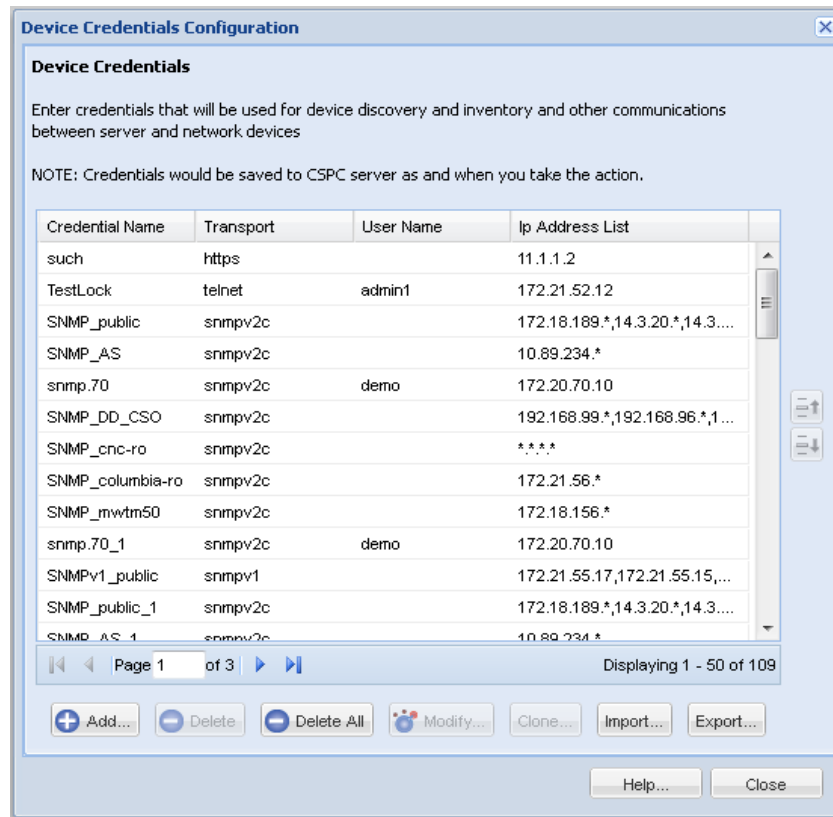 Device Credentials Configuration
Device Credentials
Enter credentials that will be used for device discovery and inventory and other communications
between server and network devices
NOTE: Credentials would be saved to CSPC server as and when you take the action.
Credential Name Transport User Name Ip Address List
such https 11.1.1.2
TestLock telnet admin1 172.21.52.12
SNMP_public snmpv2c 172.18.189.*,14.3.20.*,14.3....
SNMP_AS snmpv2c 10.89.234.*
snmp.70 snmpv2c demo 172.20.70.10
SNMP_DD_CSO snmpv2c 192.168.99.*,192.168.96.*,1...
SNMP_cnc-ro snmpv2c *.*.*.*
SNMP_columbia-ro snmpv2c 172.21.56.*
SNMP_mwtm50 snmpv2c 172.18.156.*
snmp.70_1 snmpv2c demo 172.20.70.10
SNMPv1_public snmpv1 172.21.55.17,172.21.55.15,...
SNMP_public_1 snmpv2c 172.18.189.*,14.3.20.*,14.3....
SNMP_AS_1 snmpv2c 10.89.234.*
Page 1 of 3 Displaying 1 - 50 of 109
Add... Delete Delete All Modify... Clone... Import... Export...
Help... Close